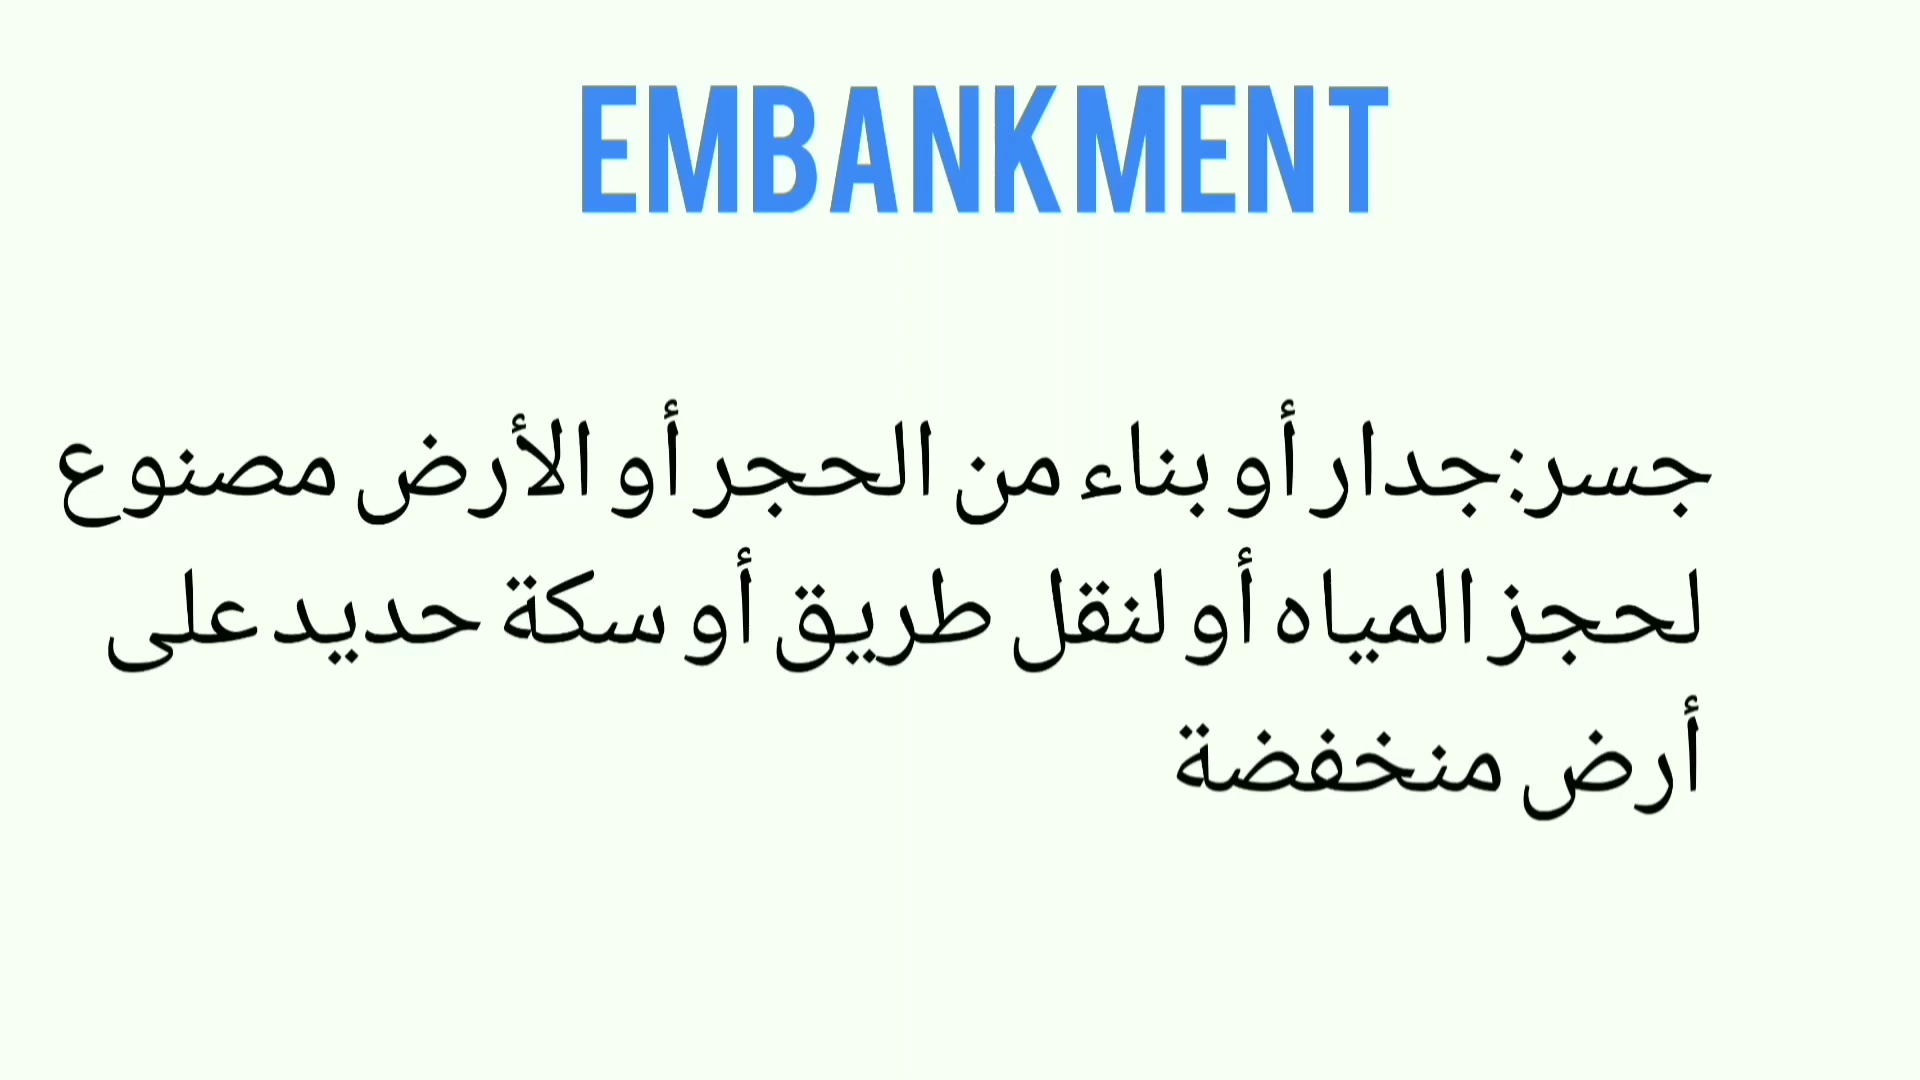 EMBANKMENT
جسر:جدار أو بناء من الحجر أو الأرض مصنوع
لحجز المياه أو لنقل طريق أو سكة حديد على
أرض منخفضة